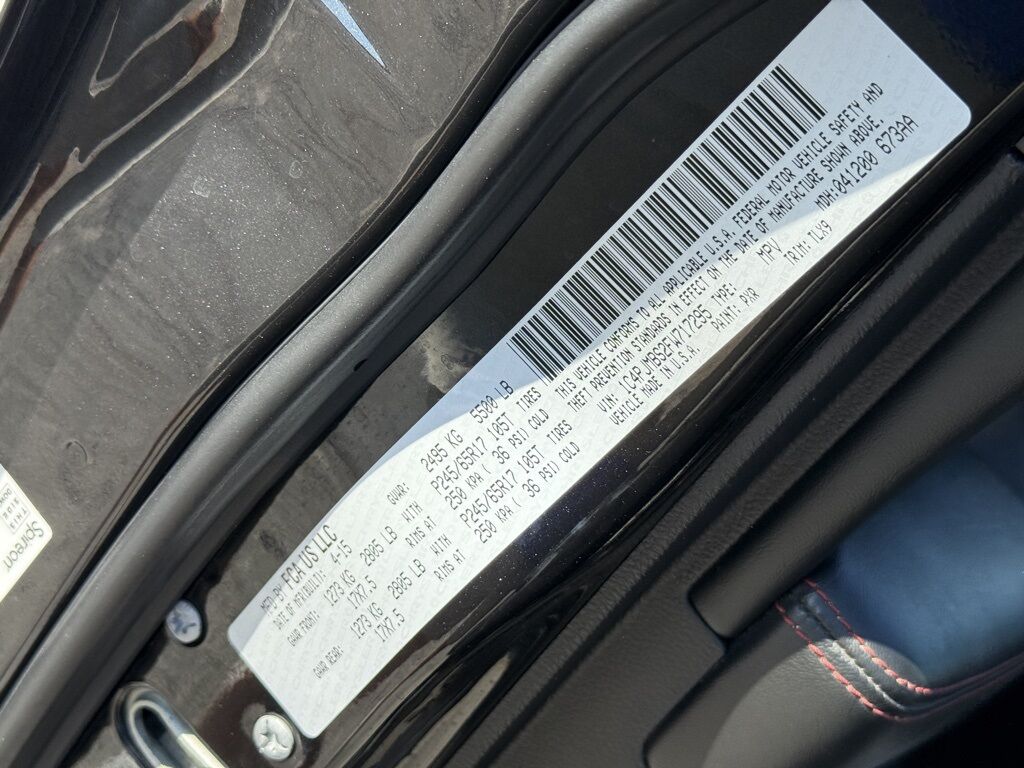 MFD BY FCA US LLC
DATE OF MFR(BUILT): 4-15 GVWR: 2495 KG 5500 LB
GAWR FRONT: 1273 KG 2805 LB WITH P245/65R17 105T TIRES
17X7.5 RIMS AT 250 KPA ( 36 PSI) COLD
GAWR REAR: 1273 KG 2805 LB WITH P245/65R17 105T TIRES
17X7.5 RIMS AT 250 KPA ( 36 PSI) COLD
THIS VEHICLE CONFORMS TO ALL APPLICABLE U.S.A. FEDERAL MOTOR VEHICLE SAFETY AND
THEFT PREVENTION STANDARDS IN EFFECT ON THE DATE OF MANUFACTURE SHOWN ABOVE.
VIN: 1C4PJMBS2FW717295 TYPE: MPV MDH:041200 673AA
VEHICLE MADE IN U.S.A. PAINT: PXR TRIM: TLX9
Spireon
THIS